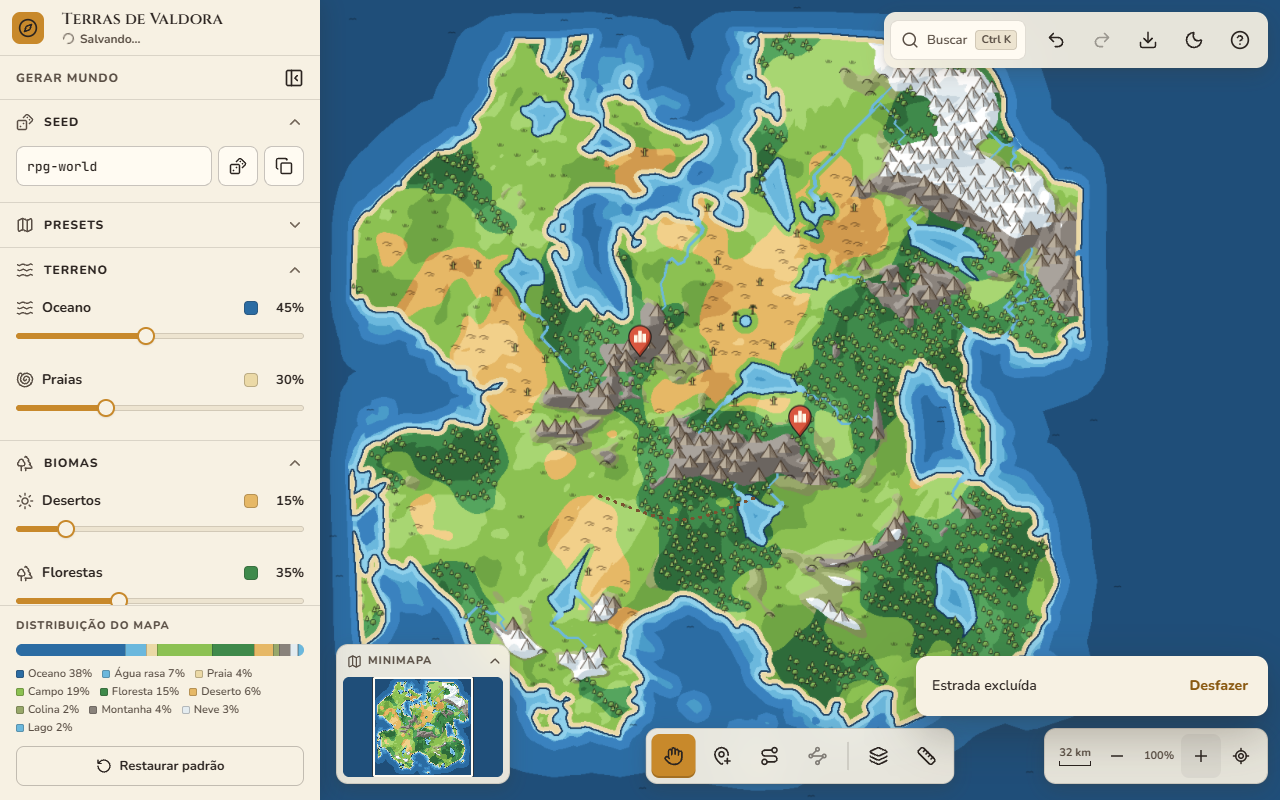 Terras de Valdora
Salvando...
GERAR MUNDO
SEED
rpg-world
PRESETS
TERRENO
Oceano 45%
Praias 30%
BIOMAS
Desertos 15%
Florestas 35%
DISTRIBUIÇÃO DO MAPA
Oceano 38% Água rasa 7% Praia 4%
Campo 19% Floresta 15% Deserto 6%
Colina 2% Montanha 4% Neve 3%
Lago 2%
Restaurar padrão
Buscar Ctrl K
MINIMAPA
Estrada excluída Desfazer
32 km 100%